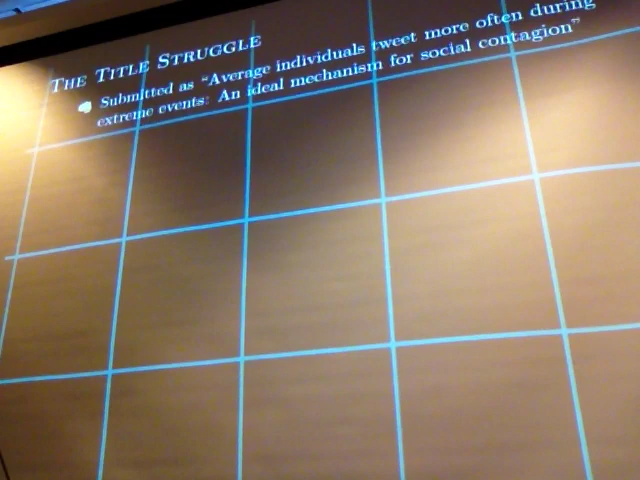 The Title Struggle
Submitted as “Average individuals tweet more often during
extreme events: An ideal mechanism for social contagion”